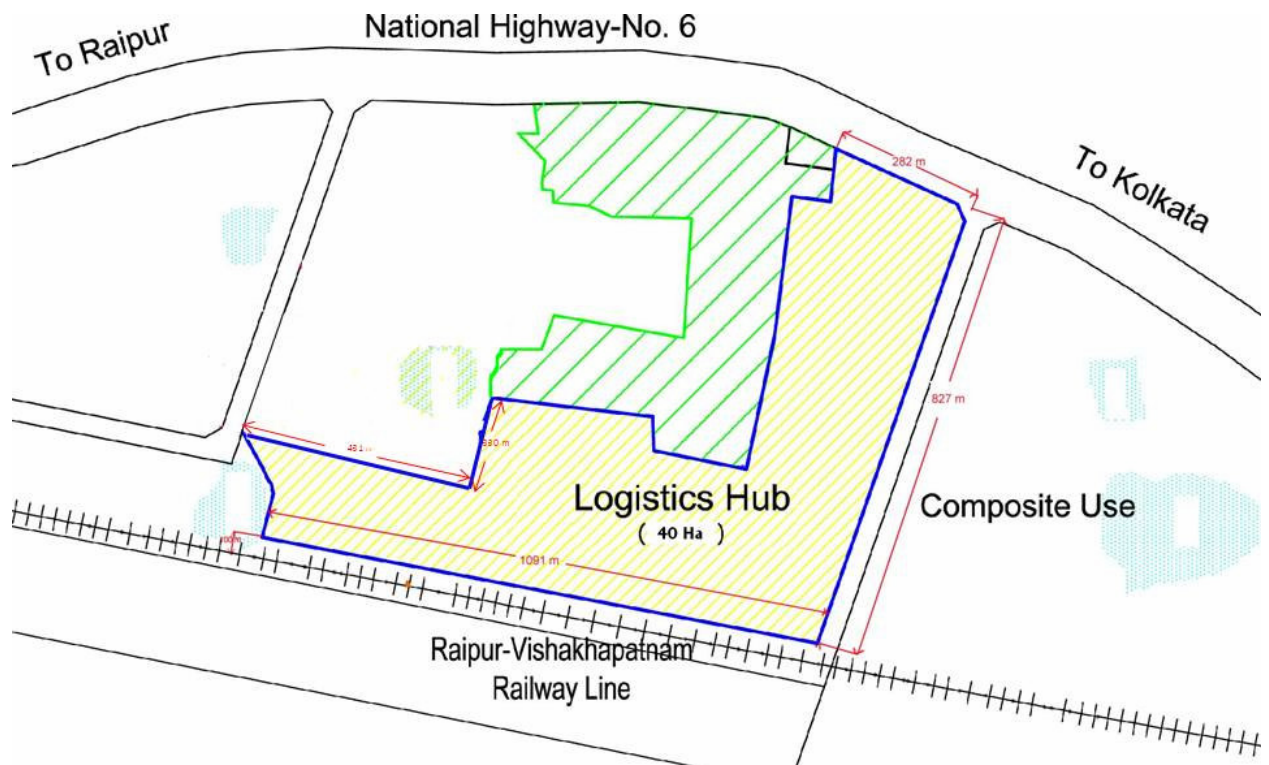 National Highway-No. 6
To Raipur
To Kolkata
282 m
827 m
Logistics Hub
( 40 Ha )
Composite Use
1091 m
Raipur-Vishakhapatnam
Railway Line